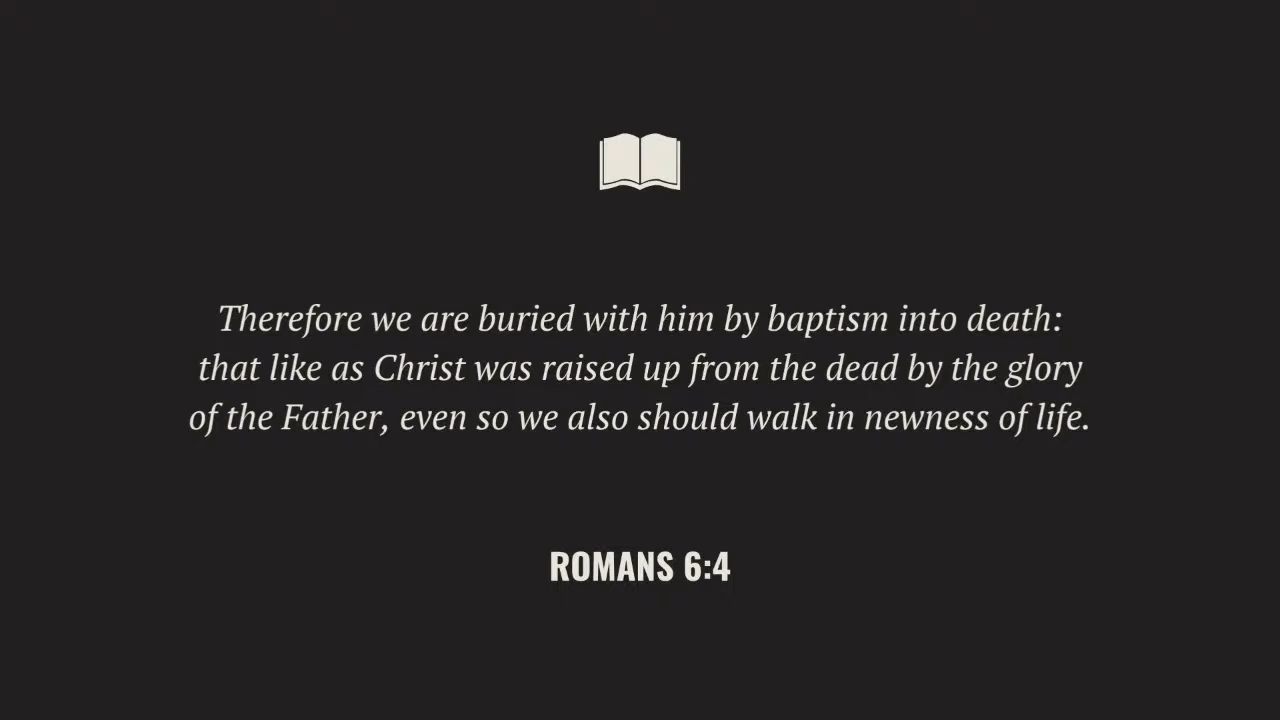 Therefore we are buried with him by baptism into death:
that like as Christ was raised up from the dead by the glory
of the Father, even so we also should walk in newness of life.
ROMANS 6:4